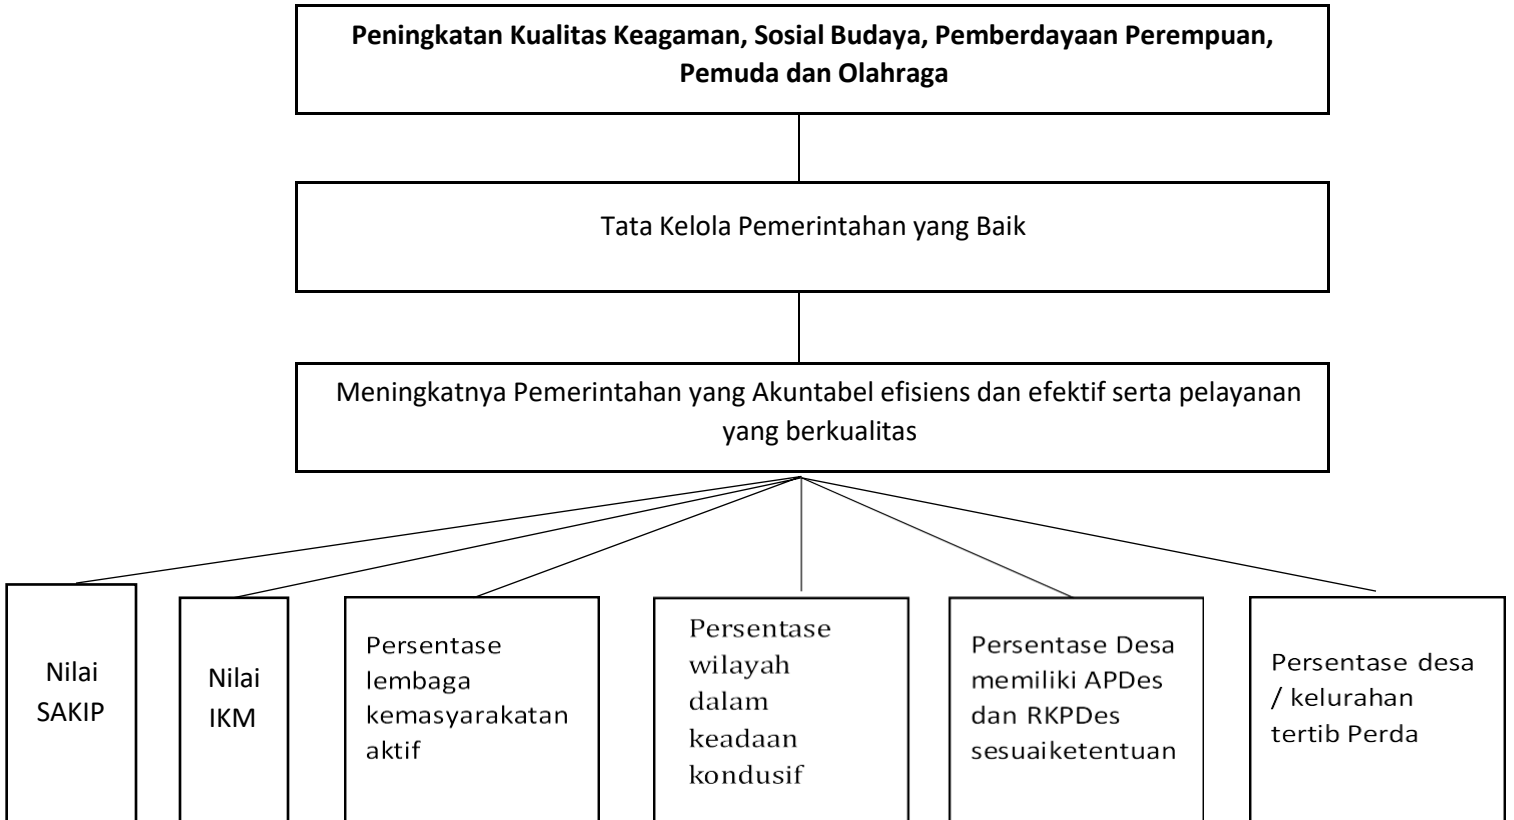 Peningkatan Kualitas Keagaman, Sosial Budaya, Pemberdayaan Perempuan,
Pemuda dan Olahraga
Tata Kelola Pemerintahan yang Baik
Meningkatnya Pemerintahan yang Akuntabel efisiens dan efektif serta pelayanan
yang berkualitas
Nilai
SAKIP
Nilai
IKM
Persentase
lembaga
kemasyarakatan
aktif
Persentase
wilayah
dalam
keadaan
kondusif
Persentase Desa
memiliki APDes
dan RKPDes
sesuaiketentuan
Persentase desa
/ kelurahan
tertib Perda